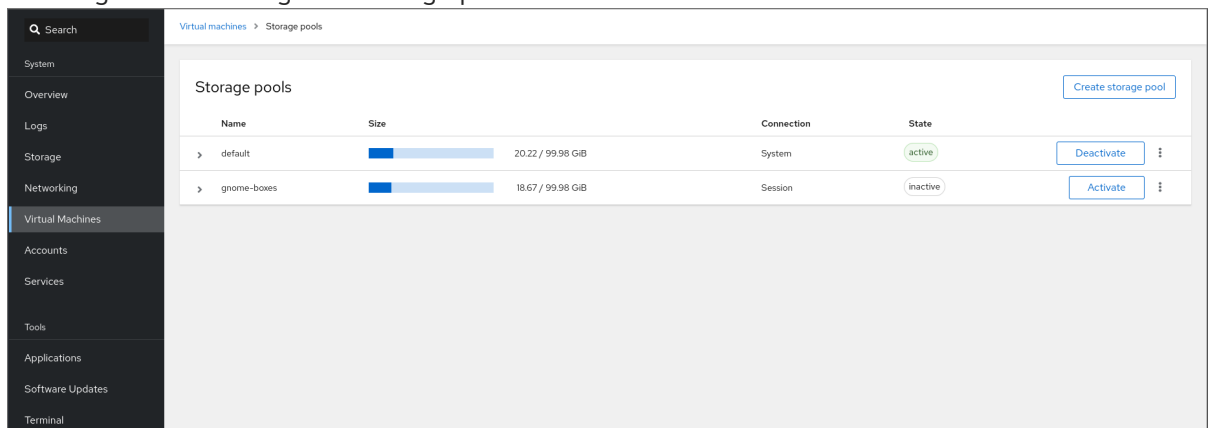 Search
System
Overview
Logs
Storage
Networking
Virtual Machines
Accounts
Services
Tools
Applications
Software Updates
Terminal
Virtual machines > Storage pools
Storage pools
Create storage pool
Name Size Connection State
default 20.22 / 99.98 GiB System active Deactivate
gnome-boxes 18.67 / 99.98 GiB Session inactive Activate